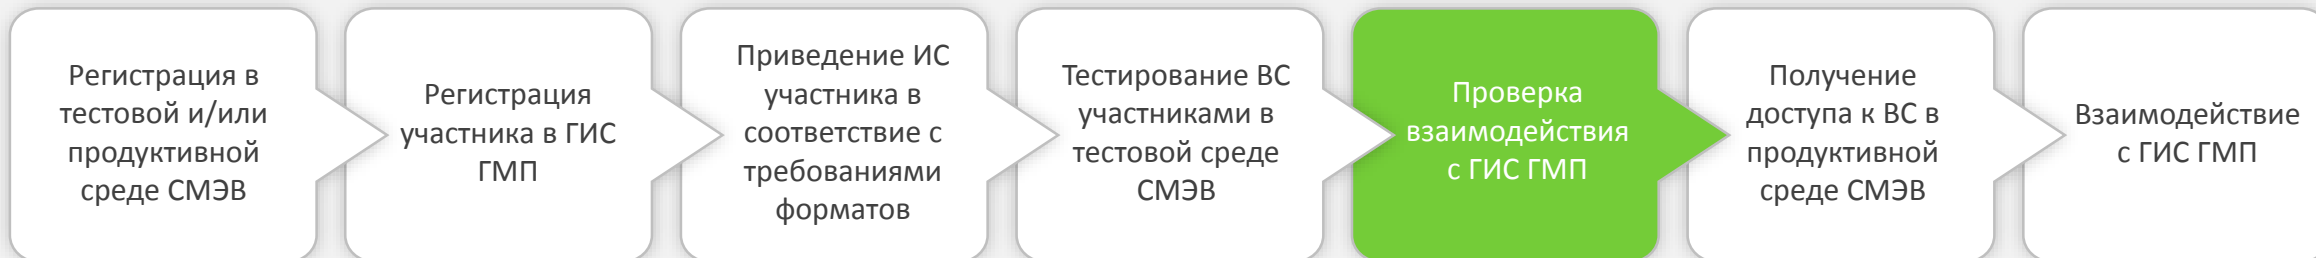 Регистрация в
тестовой и/или
продуктивной
среде СМЭВ
Регистрация
участника в ГИС
ГМП
Приведение ИС
участника в
соответствие с
требованиями
форматов
Тестирование ВС
участниками в
тестовой среде
СМЭВ
Проверка
взаимодействия
с ГИС ГМП
Получение
доступа к ВС в
продуктивной
среде СМЭВ
Взаимодействие
с ГИС ГМП